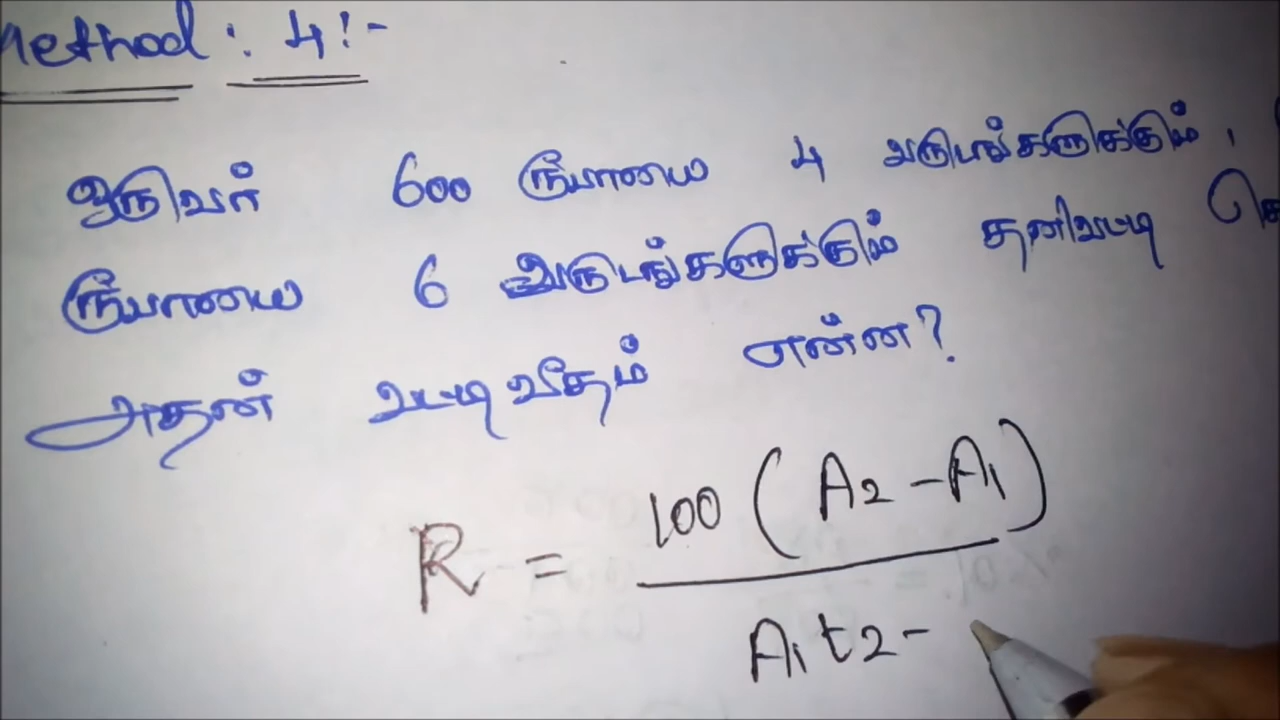 Method : 4 :-
ஒருவர் 600 ரூபாயை 4 வருடங்களுக்கும்,
ரூபாயை 6 வருடங்களுக்கும் தனிவட்டி
அதன் வட்டி வீதம் என்ன?
R = 100 ( A2 - A1 )
A1 t2 -